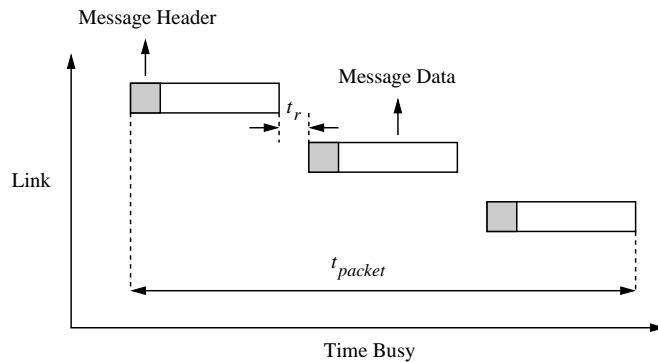 Message Header
Message Data
t_r
Link
t_packet
Time Busy